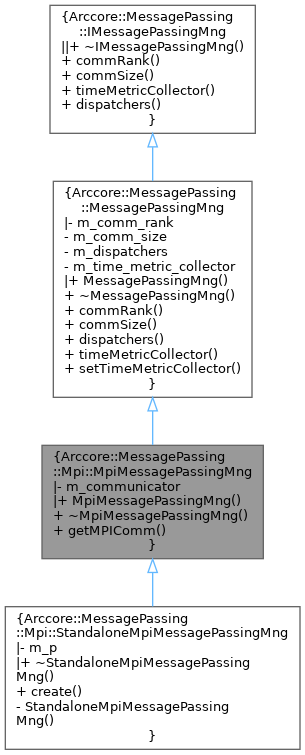 {Arccore::MessagePassing
::IMessagePassingMng
||+ ~IMessagePassingMng()
+ commRank()
+ commSize()
+ timeMetricCollector()
+ dispatchers()
}
{Arccore::MessagePassing
::MessagePassingMng
|- m_comm_rank
- m_comm_size
- m_dispatchers
- m_time_metric_collector
|+ MessagePassingMng()
+ ~MessagePassingMng()
+ commRank()
+ commSize()
+ dispatchers()
+ timeMetricCollector()
+ setTimeMetricCollector()
}
{Arccore::MessagePassing
::Mpi::MpiMessagePassingMng
|- m_communicator
|+ MpiMessagePassingMng()
+ ~MpiMessagePassingMng()
+ getMPIComm()
}
{Arccore::MessagePassing
::Mpi::StandaloneMpiMessagePassingMng
|- m_p
|+ ~StandaloneMpiMessagePassing
Mng()
+ create()
- StandaloneMpiMessagePassing
Mng()
}